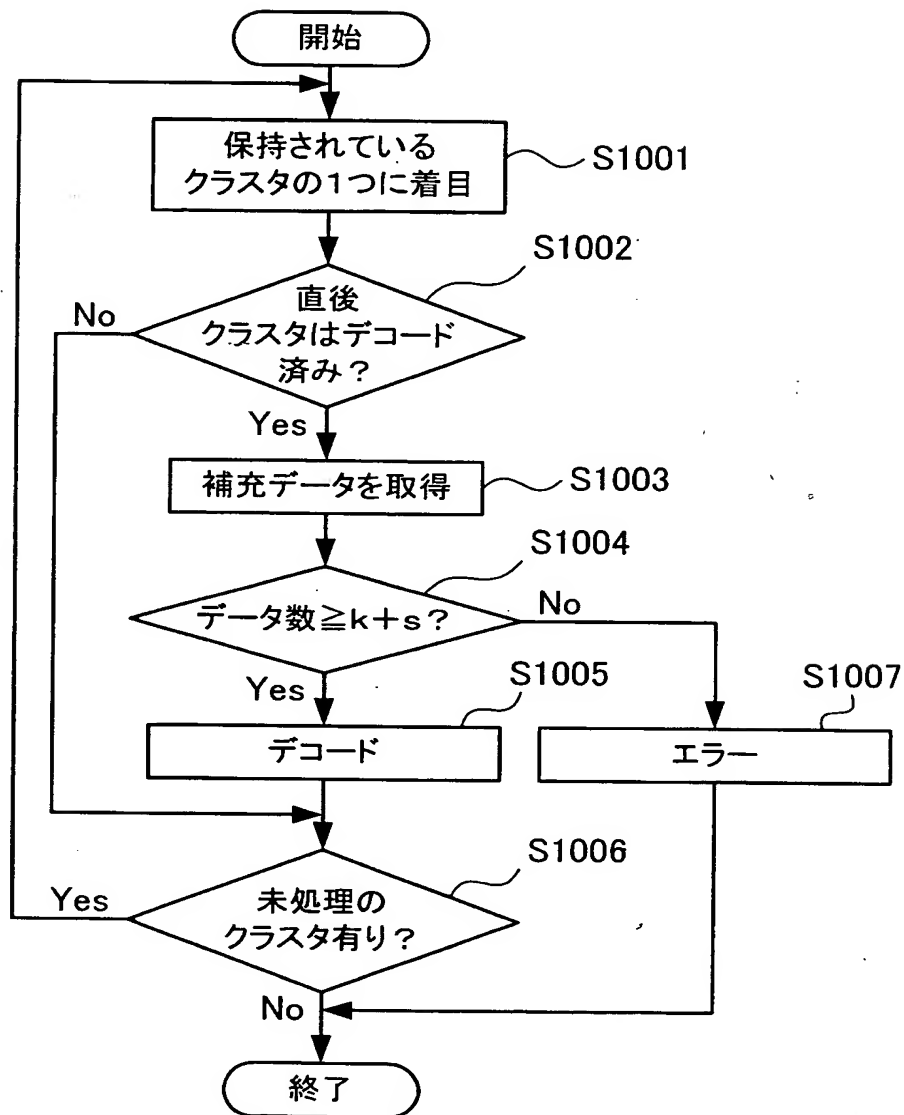 開始
保持されている
クラスタの1つに着目
S1001
S1002
直後
クラスタはデコード
済み?
No
Yes
補充データを取得
S1003
S1004
データ数≧k+s?
No
Yes
S1005
S1007
デコード
エラー
S1006
Yes
未処理の
クラスタ有り?
No
終了